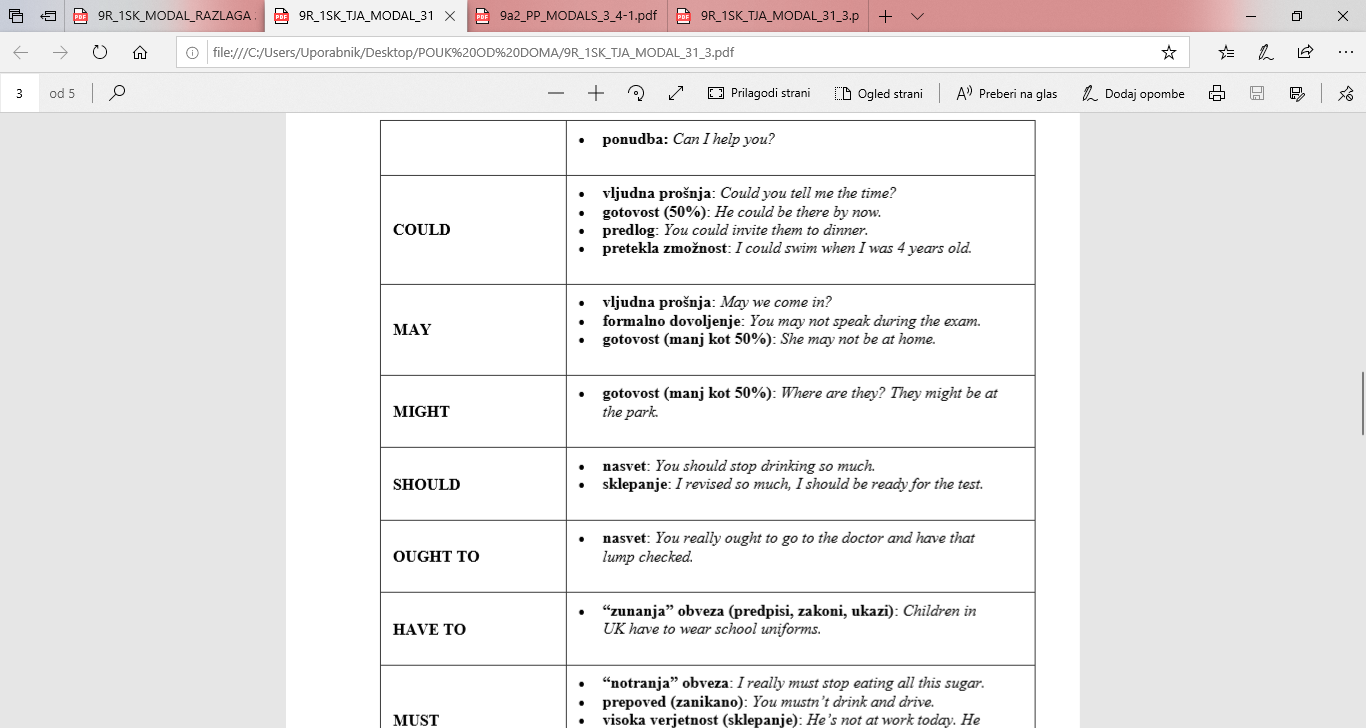 9R_1SK_MODAL_RAZLAGA
9R_1SK_TJA_MODAL_31
9a2_PP_MODALS_3_4-1.pdf
9R_1SK_TJA_MODAL_31_3.p
file:///C:/Users/Uporabnik/Desktop/POUK%20OD%20DOMA/9R_1SK_TJA_MODAL_31_3.pdf
3 od 5
Prilagodi strani
Ogled strani
Preberi na glas
Dodaj opombe
• ponudba: Can I help you?
COULD
• vljudna prošnja: Could you tell me the time?
• gotovost (50%): He could be there by now.
• predlog: You could invite them to dinner.
• pretekla zmožnost: I could swim when I was 4 years old.
MAY
• vljudna prošnja: May we come in?
• formalno dovoljenje: You may not speak during the exam.
• gotovost (manj kot 50%): She may not be at home.
MIGHT
• gotovost (manj kot 50%): Where are they? They might be at
the park.
SHOULD
• nasvet: You should stop drinking so much.
• sklepanje: I revised so much, I should be ready for the test.
OUGHT TO
• nasvet: You really ought to go to the doctor and have that
lump checked.
HAVE TO
• “zunanja” obveza (predpisi, zakoni, ukazi): Children in
UK have to wear school uniforms.
MUST
• “notranja” obveza: I really must stop eating all this sugar.
• prepoved (zanikano): You mustn’t drink and drive.
• visoka verjetnost (sklepanje): He’s not at work today. He